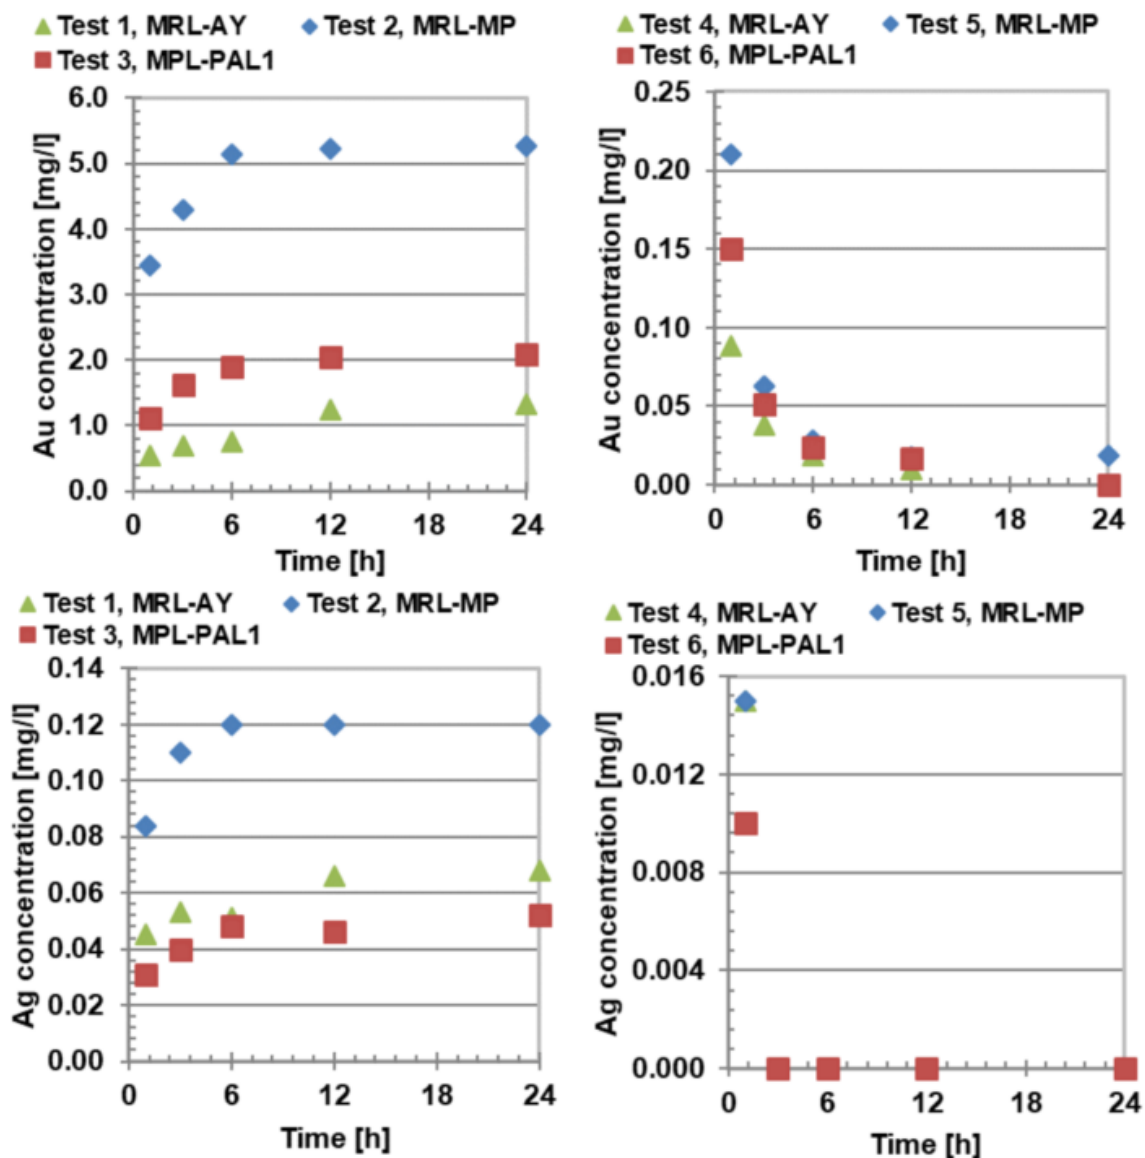 Test 1, MRL-AY Test 2, MRL-MP
Test 3, MPL-PAL1
Au concentration [mg/l]
6.0
5.0
4.0
3.0
2.0
1.0
0.0
0 6 12 18 24
Time [h]
Test 4, MRL-AY Test 5, MRL-MP
Test 6, MPL-PAL1
Au concentration [mg/l]
0.25
0.20
0.15
0.10
0.05
0.00
0 6 12 18 24
Time [h]
Test 1, MRL-AY Test 2, MRL-MP
Test 3, MPL-PAL1
Ag concentration [mg/l]
0.14
0.12
0.10
0.08
0.06
0.04
0.02
0.00
0 6 12 18 24
Time [h]
Test 4, MRL-AY Test 5, MRL-MP
Test 6, MPL-PAL1
Ag concentration [mg/l]
0.016
0.012
0.008
0.004
0.000
0 6 12 18 24
Time [h]